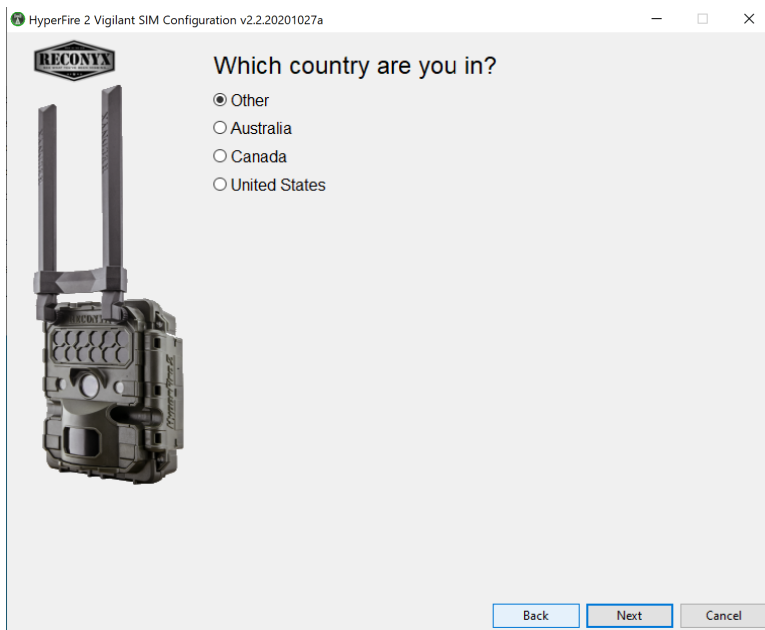 HyperFire 2 Vigilant SIM Configuration v2.2.20201027a
RECONYX
Which country are you in?
Other
Australia
Canada
United States
RECONYX
Back
Next
Cancel